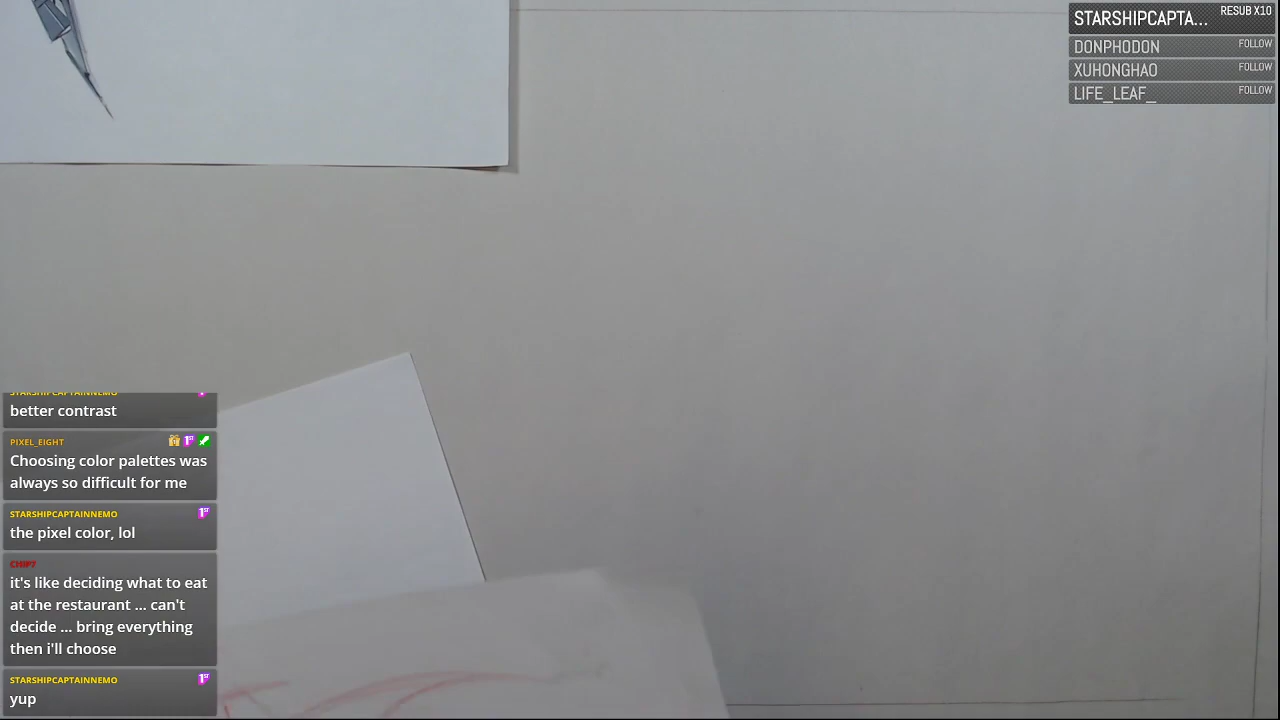 STARSHIPCAPTA...
RESUB X10
DONPHODON
FOLLOW
XUHONGHAO
FOLLOW
LIFE_LEAF_
FOLLOW
STARSHIPCAPTAINNEMO
better contrast
PIXEL_EIGHT
Choosing color palettes was
always so difficult for me
STARSHIPCAPTAINNEMO
the pixel color, lol
CHIP7
it's like deciding what to eat
at the restaurant ... can't
decide ... bring everything
then i'll choose
STARSHIPCAPTAINNEMO
yup